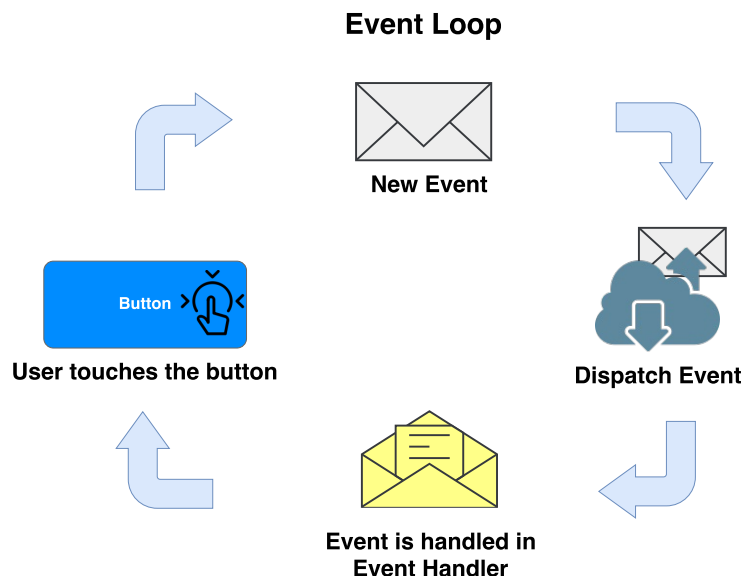 Event Loop
New Event
Button
User touches the button
Dispatch Event
Event is handled in
Event Handler